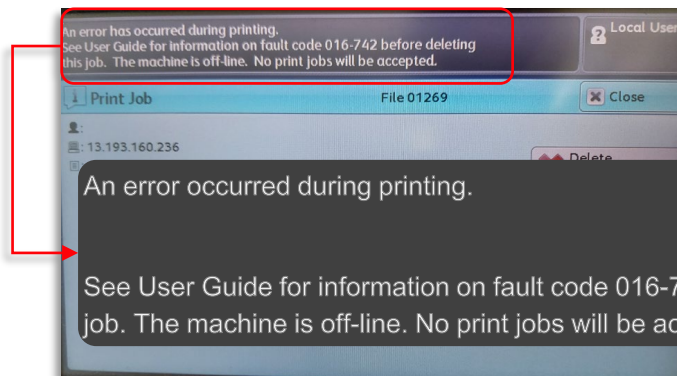 An error has occurred during printing.
See User Guide for information on fault code 016-742 before deleting
this job. The machine is off-line. No print jobs will be accepted.
Local User
Print Job
File 01269
Close
: 13.193.160.236
Delete
An error occurred during printing.
See User Guide for information on fault code 016-7
job. The machine is off-line. No print jobs will be ac